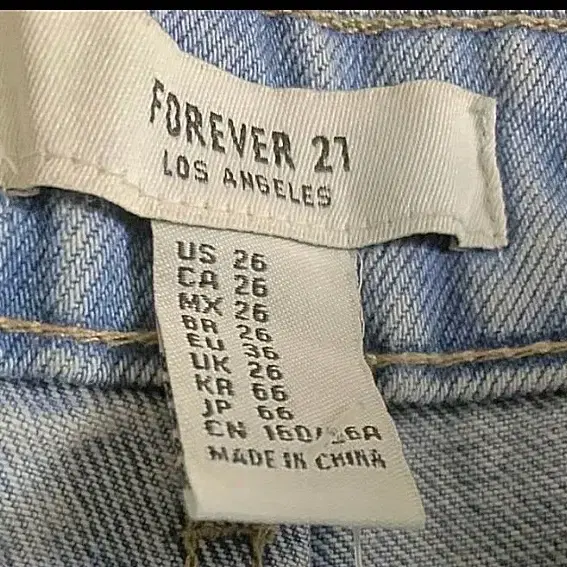 FOREVER 21
LOS ANGELES
US 26
CA 26
MX 26
BR 26
EU 36
UK 26
KR 66
JP 66
CN 160/ 6A
MADE IN CHINA